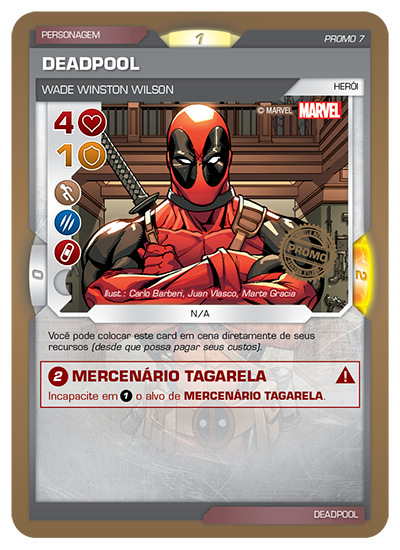 PERSONAGEM
1
PROMO 7
DEADPOOL
WADE WINSTON WILSON
HERÓI
4
© MARVEL MARVEL
1
PROMO
0
2
Ilust.: Carlo Barberi, Juan Vlasco, Marte Gracia
N/A
Você pode colocar este card em cena diretamente de seus
recursos (desde que possa pagar seus custos).
2 MERCENÁRIO TAGARELA
Incapacite em 1 o alvo de MERCENÁRIO TAGARELA.
DEADPOOL